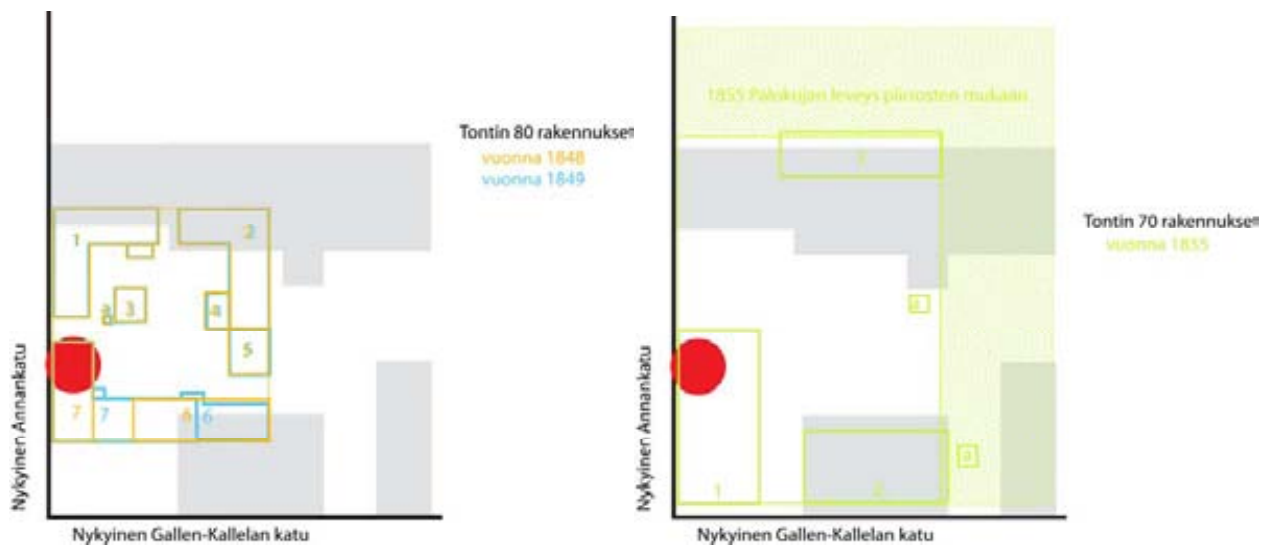 Tontin 80 rakennukset
vuonna 1848
vuonna 1849
1
2
3
4
5
7
7
6
6
Nykyinen Annankatu
Nykyinen Gallen-Kallelan katu
1855 Palokujan leveys piirrosten mukaan
Tontin 70 rakennukset
vuonna 1855
1
Nykyinen Annankatu
Nykyinen Gallen-Kallelan katu